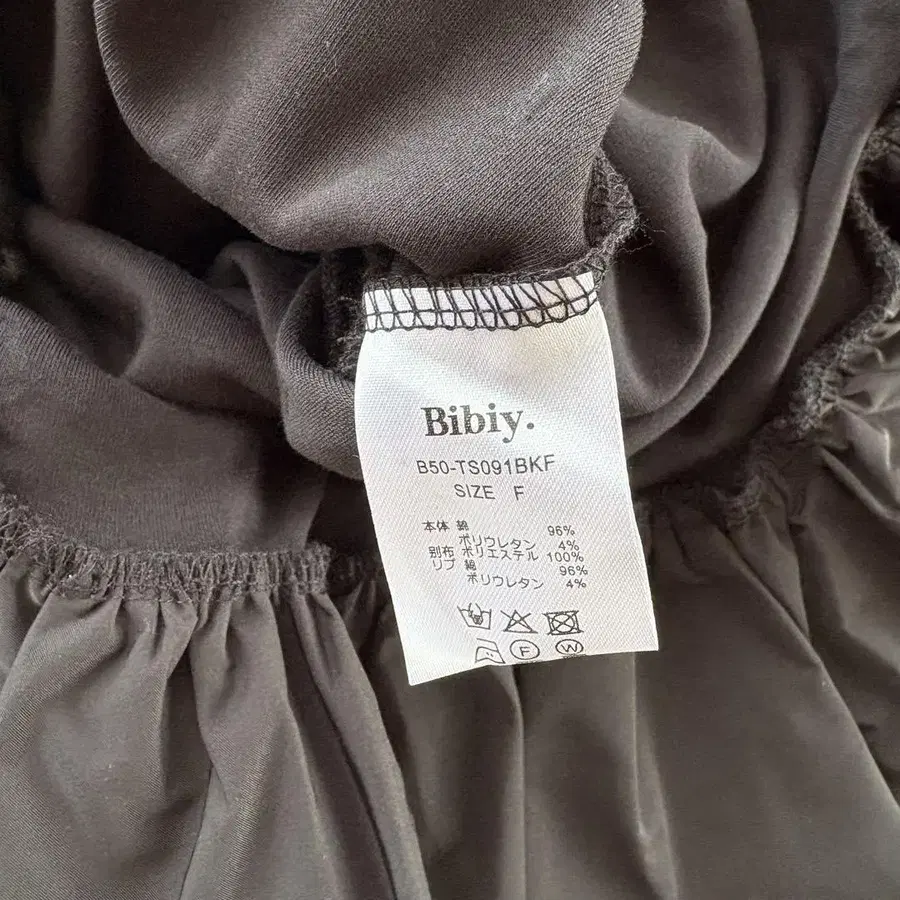 Bibiy.
B50-TS091BKF
SIZE F
本体 綿 96%
ポリウレタン 4%
別布 ポリエステル 100%
リブ 綿 96%
ポリウレタン 4%
F W